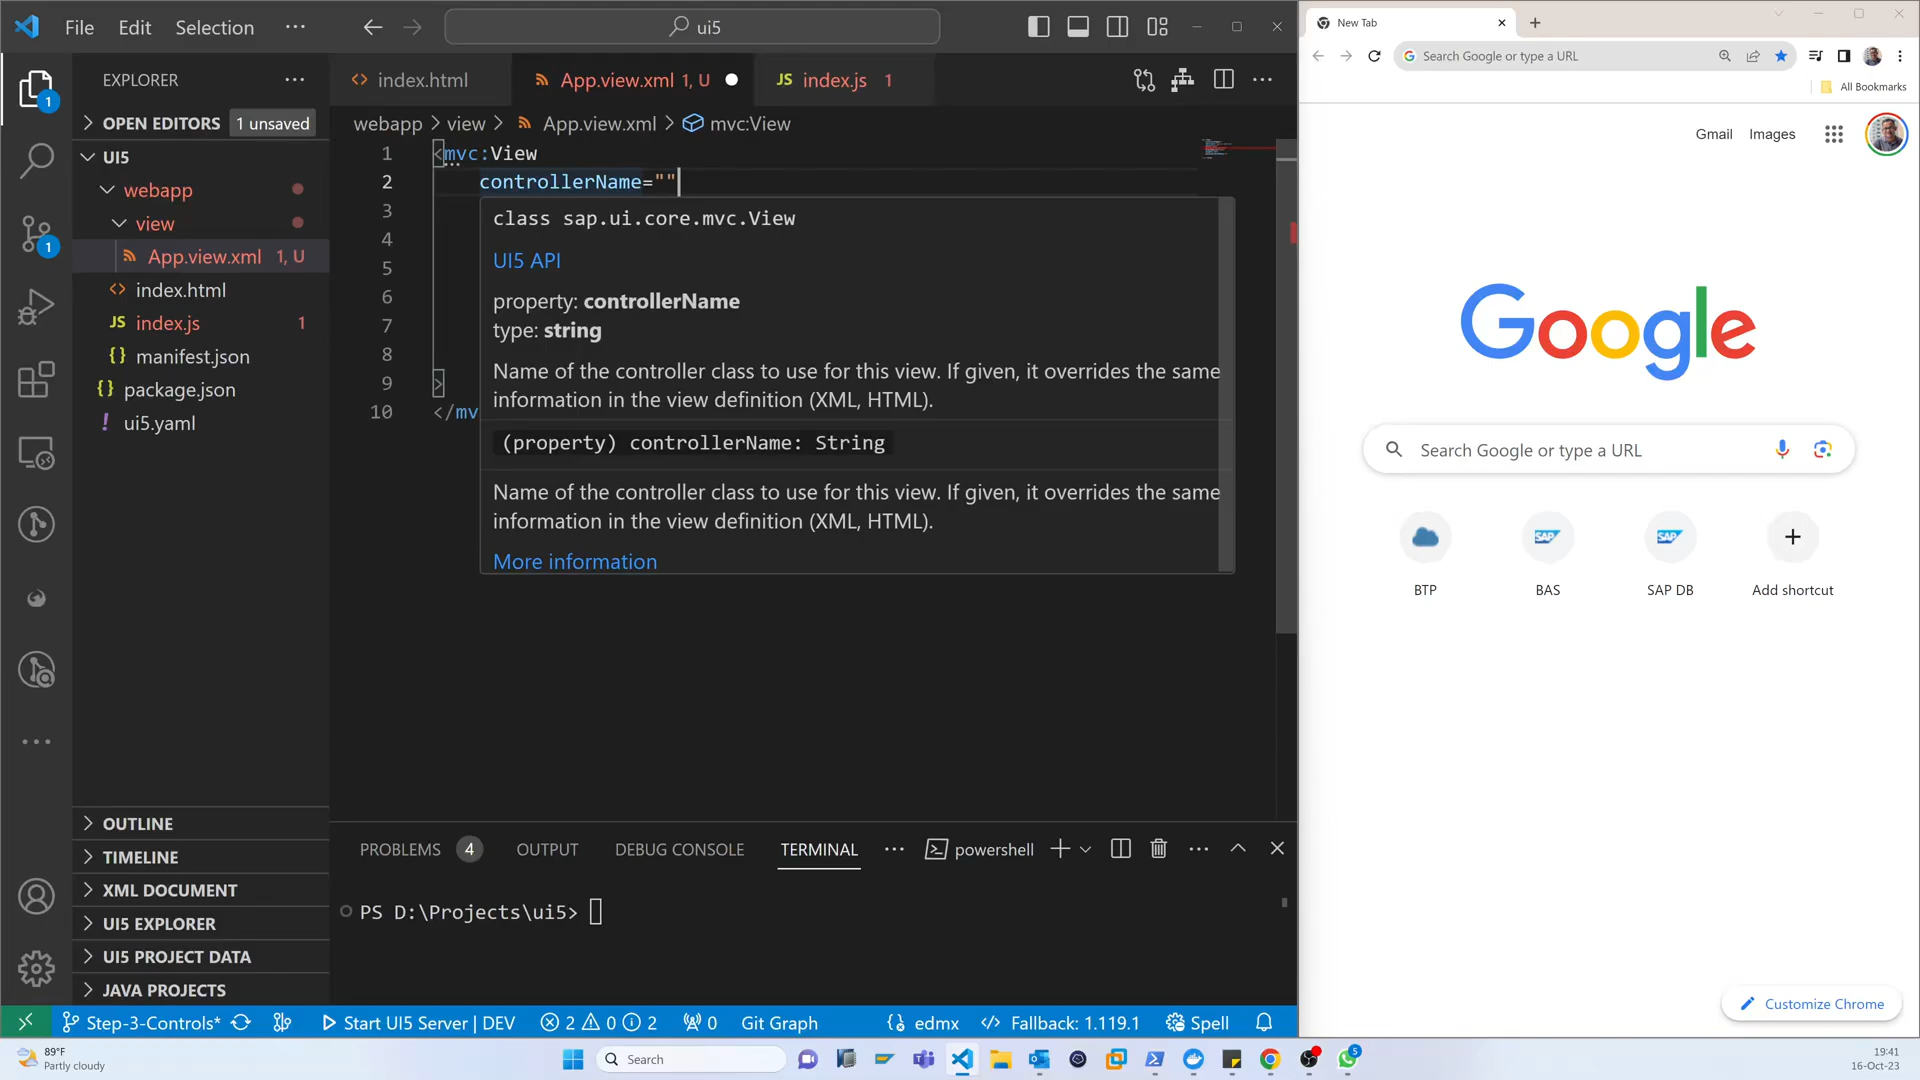 File Edit Selection ···
ui5
EXPLORER
OPEN EDITORS 1 unsaved
UI5
webapp
view
App.view.xml 1, U
index.html
JS index.js 1
{} manifest.json
{} package.json
! ui5.yaml
OUTLINE
TIMELINE
XML DOCUMENT
UI5 EXPLORER
UI5 PROJECT DATA
JAVA PROJECTS
<> index.html
App.view.xml 1, U
JS index.js 1
webapp > view > App.view.xml > mvc:View
1 <mvc:View
2 controllerName=""
3
4
5
6
7
8
9 >
10 </mv
class sap.ui.core.mvc.View
UI5 API
property: controllerName
type: string
Name of the controller class to use for this view. If given, it overrides the same
information in the view definition (XML, HTML).
(property) controllerName: String
Name of the controller class to use for this view. If given, it overrides the same
information in the view definition (XML, HTML).
More information
PROBLEMS 4 OUTPUT DEBUG CONSOLE TERMINAL ··· powershell
PS D:\Projects\ui5>
Step-3-Controls* Start UI5 Server | DEV 2 0 2 0 Git Graph edmx Fallback: 1.119.1 Spell
New Tab
Search Google or type a URL
All Bookmarks
Gmail Images
Google
Search Google or type a URL
SAP SAP
BTP BAS SAP DB Add shortcut
Customize Chrome
89°F
Partly cloudy
Search
5
19:41
16-Oct-23
1
1